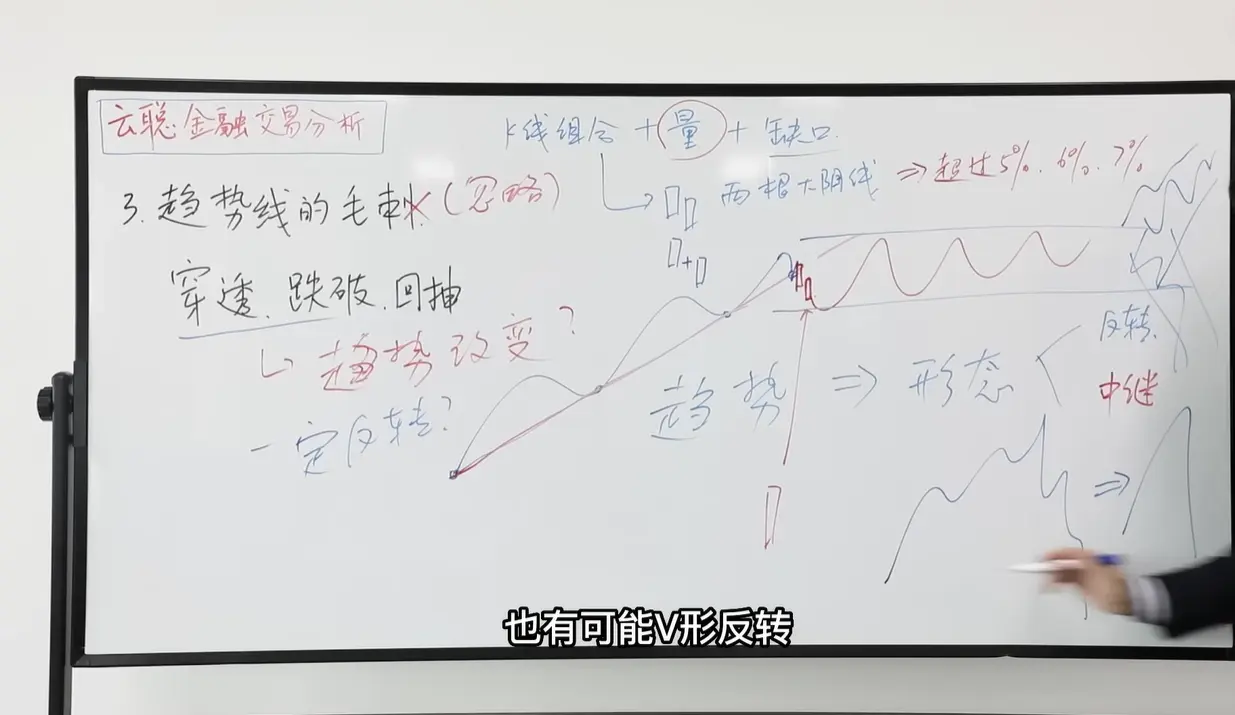 云聪金融交易分析
K线组合+量+缺口
3.趋势线的毛刺(忽略)
两根大阴线 ⇒超过5%.6%.7%
穿透.跌破.回抽
趋势改变?
一定反转?
趋势 ⇒ 形态
反转
中继
也有可能V形反转